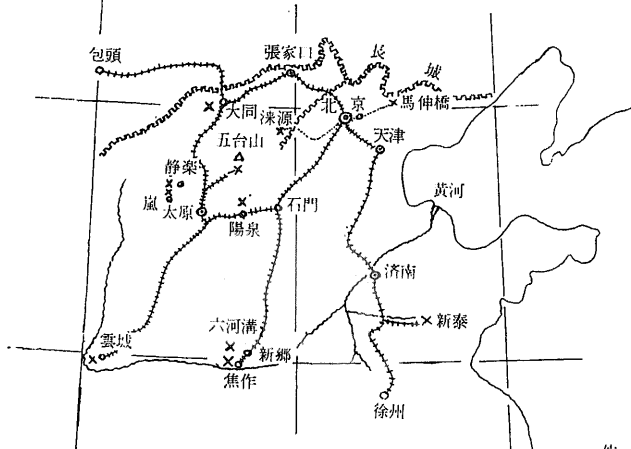 包頭
張家口
長
城
大同
北京
馬伸橋
淶源
天津
五台山
静楽
黄河
嵐
太原
陽泉
石門
済南
六河溝
新泰
雲城
新郷
焦作
徐州